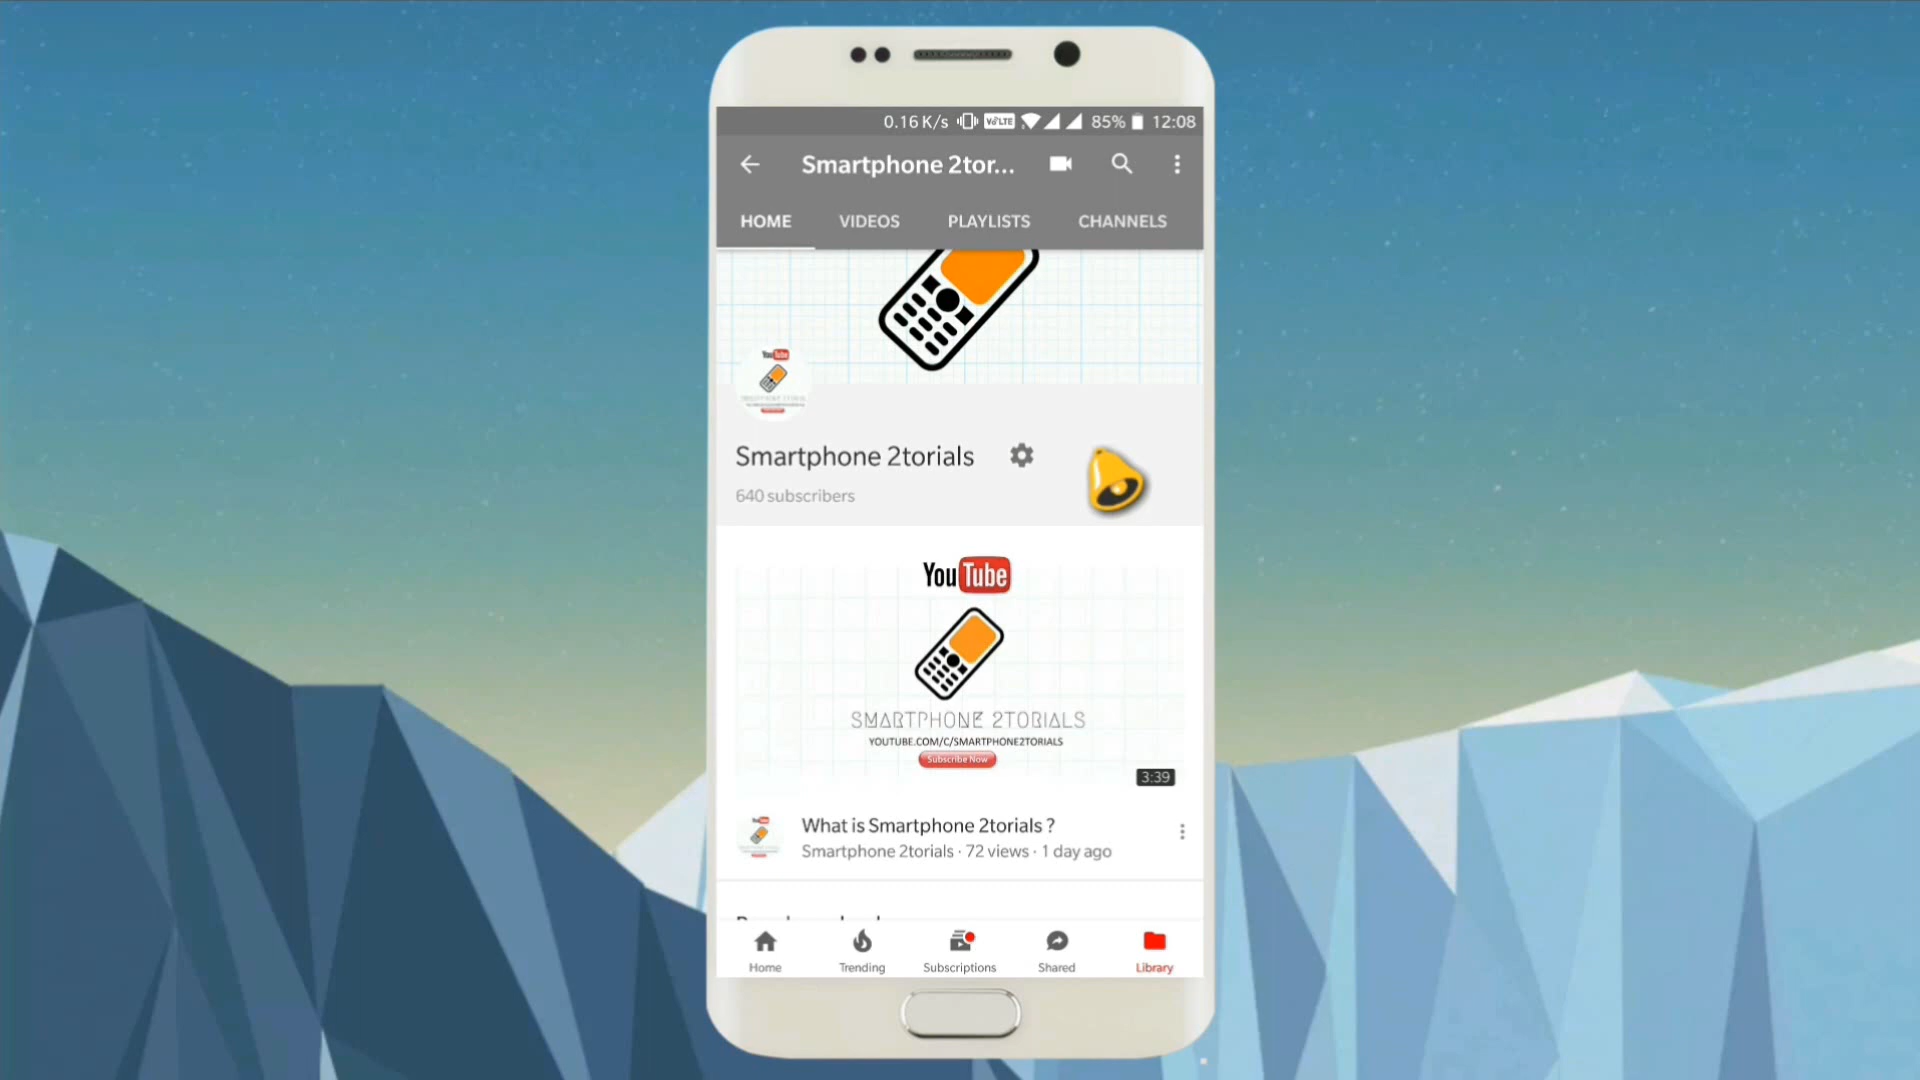 0.16 K/s VoLTE 85% 12:08
Smartphone 2tor...
HOME VIDEOS PLAYLISTS CHANNELS
YouTube
Smartphone 2torials
640 subscribers
YouTube
SMARTPHONE 2TORIALS
YOUTUBE.COM/C/SMARTPHONE2TORIALS
Subscribe Now
3:39
What is Smartphone 2torials ?
Smartphone 2torials · 72 views · 1 day ago
Home Trending Subscriptions Shared Library